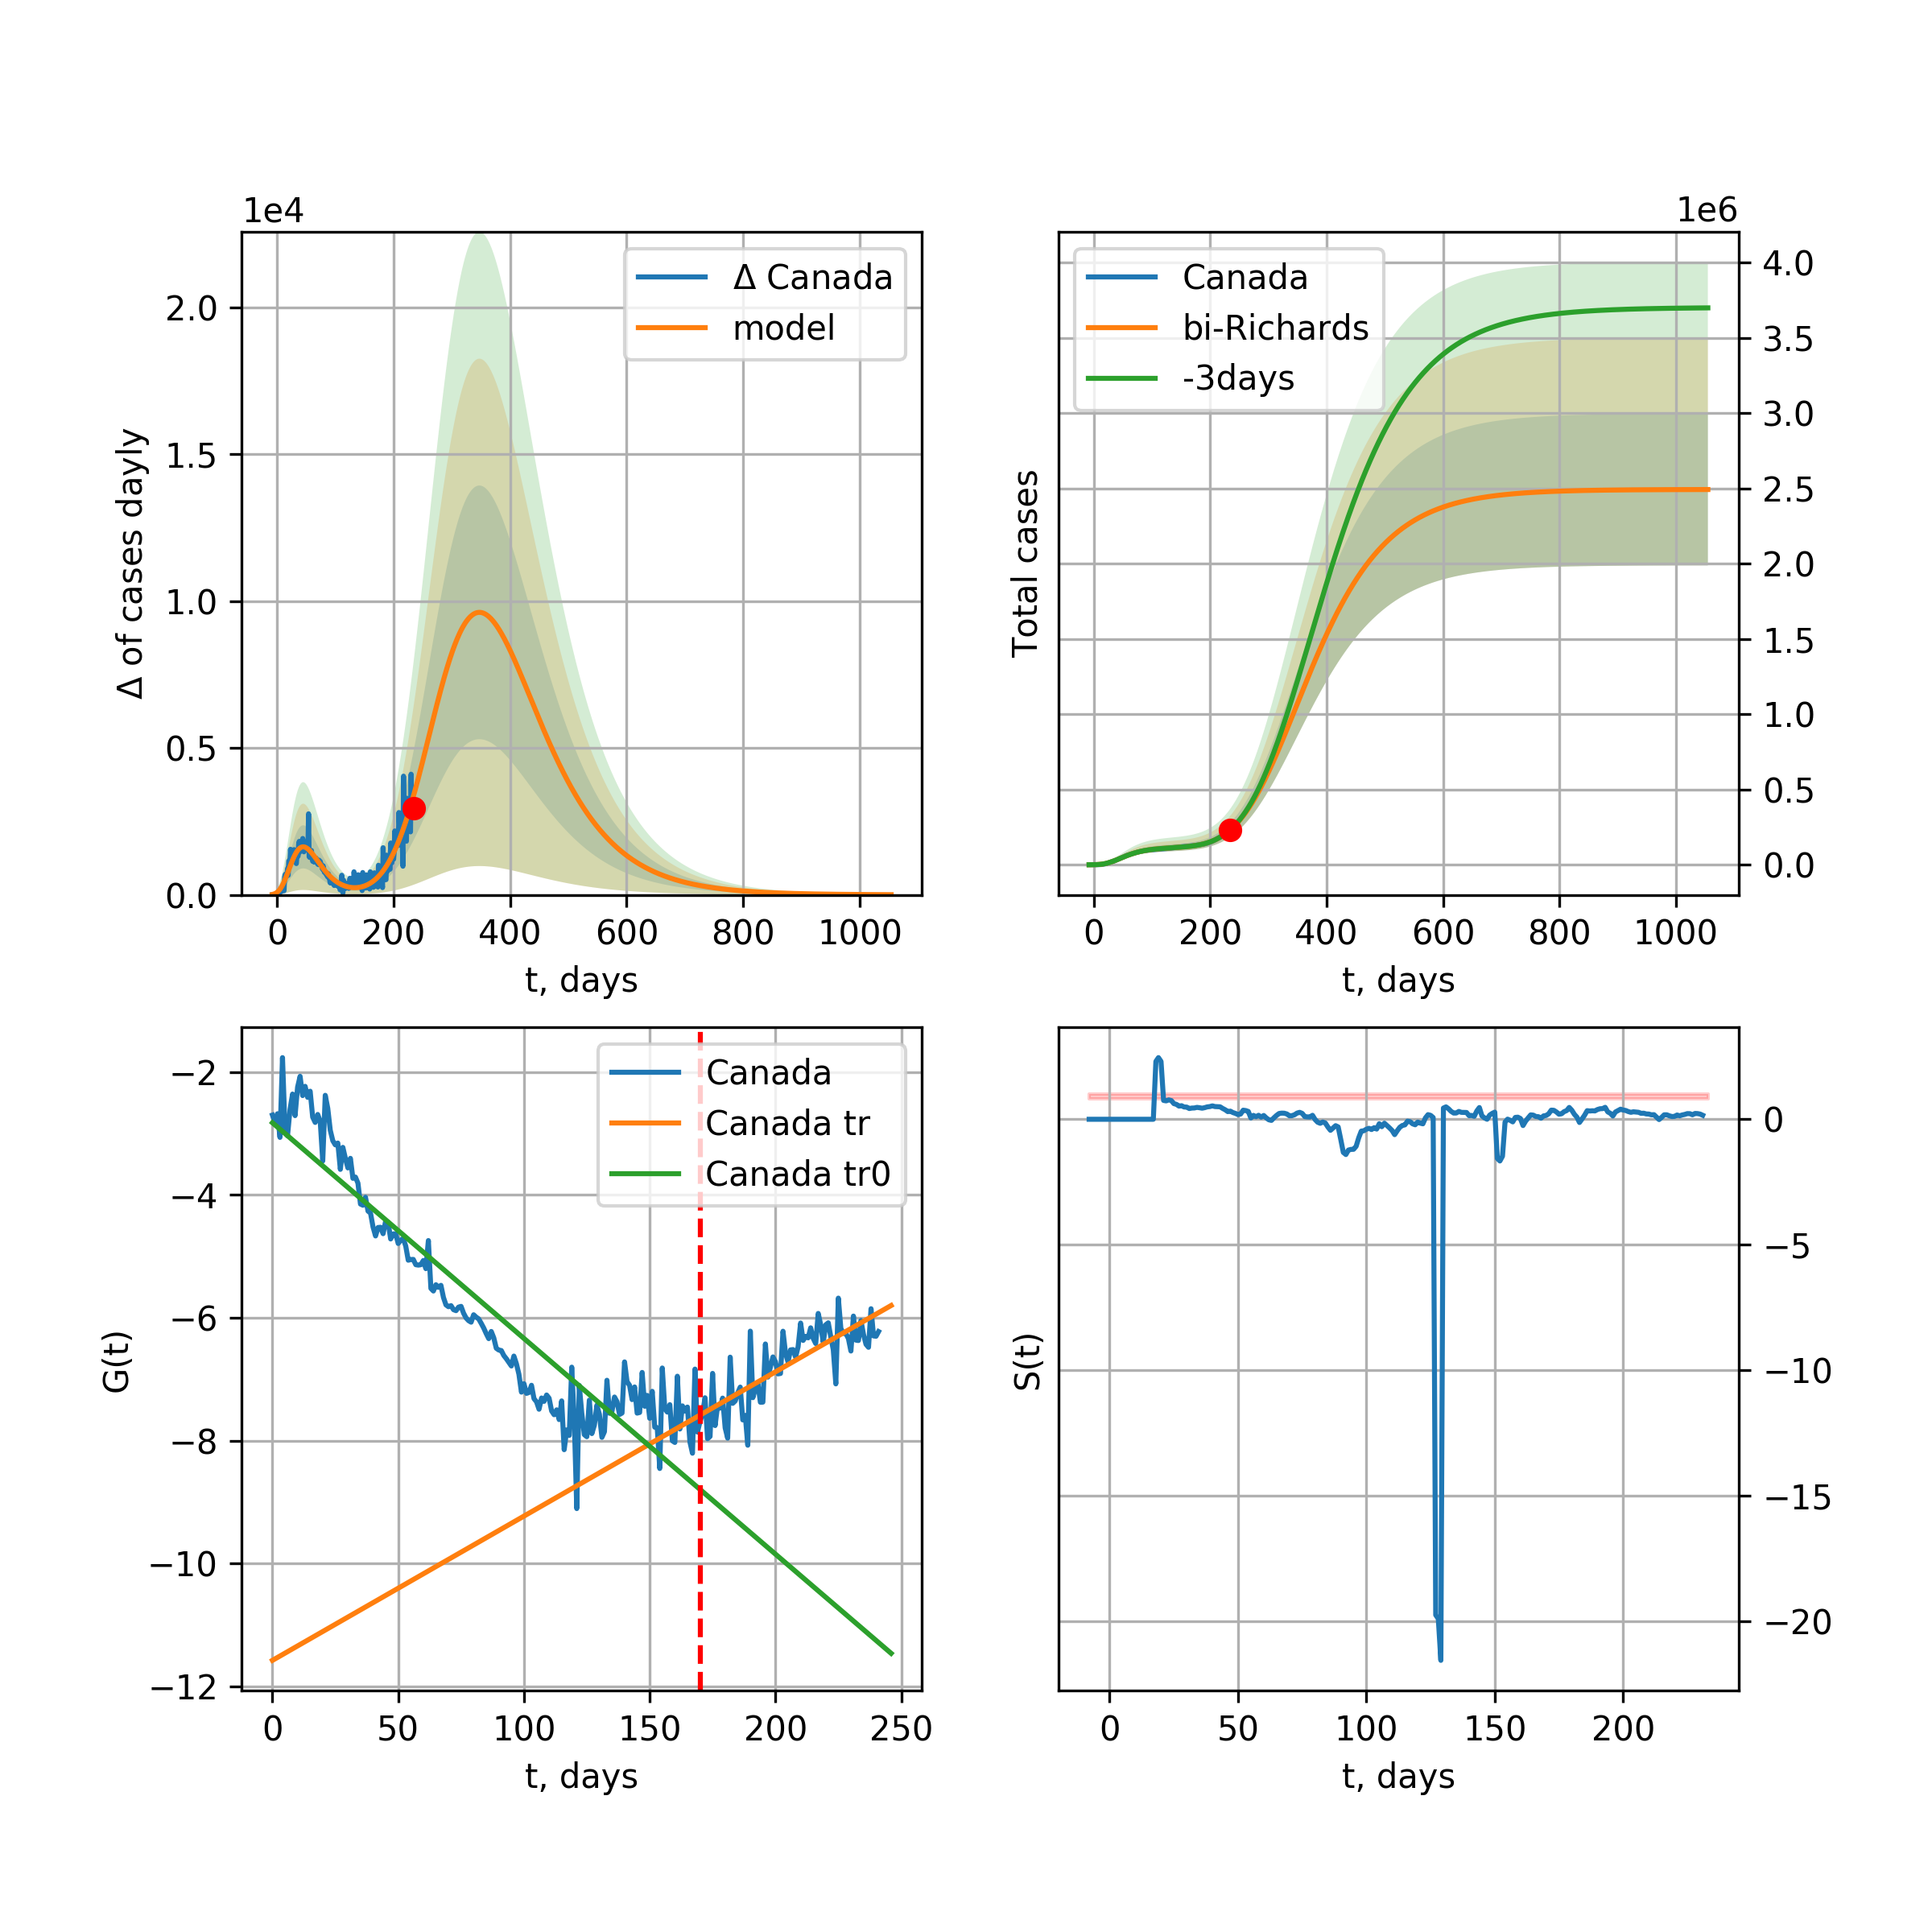 1e4
Δ of cases dayly
2.0
1.5
1.0
0.5
0.0
0 200 400 600 800 1000
t, days
Δ Canada
model
1e6
Total cases
4.0
3.5
3.0
2.5
2.0
1.5
1.0
0.5
0.0
0 200 400 600 800 1000
t, days
Canada
bi-Richards
-3days
G(t)
−2
−4
−6
−8
−10
−12
0 50 100 150 200 250
t, days
Canada
Canada tr
Canada tr0
S(t)
0
−5
−10
−15
−20
0 50 100 150 200
t, days